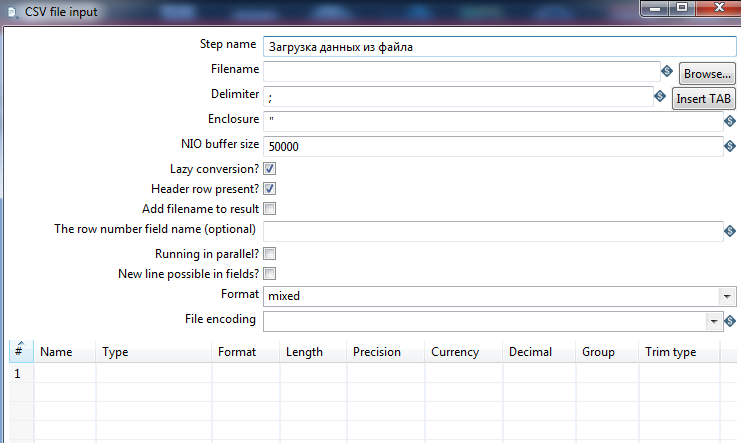 CSV file input
Step name Загрузка данных из файла
Filename Browse...
Delimiter ; Insert TAB
Enclosure "
NIO buffer size 50000
Lazy conversion?
Header row present?
Add filename to result
The row number field name (optional)
Running in parallel?
New line possible in fields?
Format mixed
File encoding
# Name Type Format Length Precision Currency Decimal Group Trim type
1